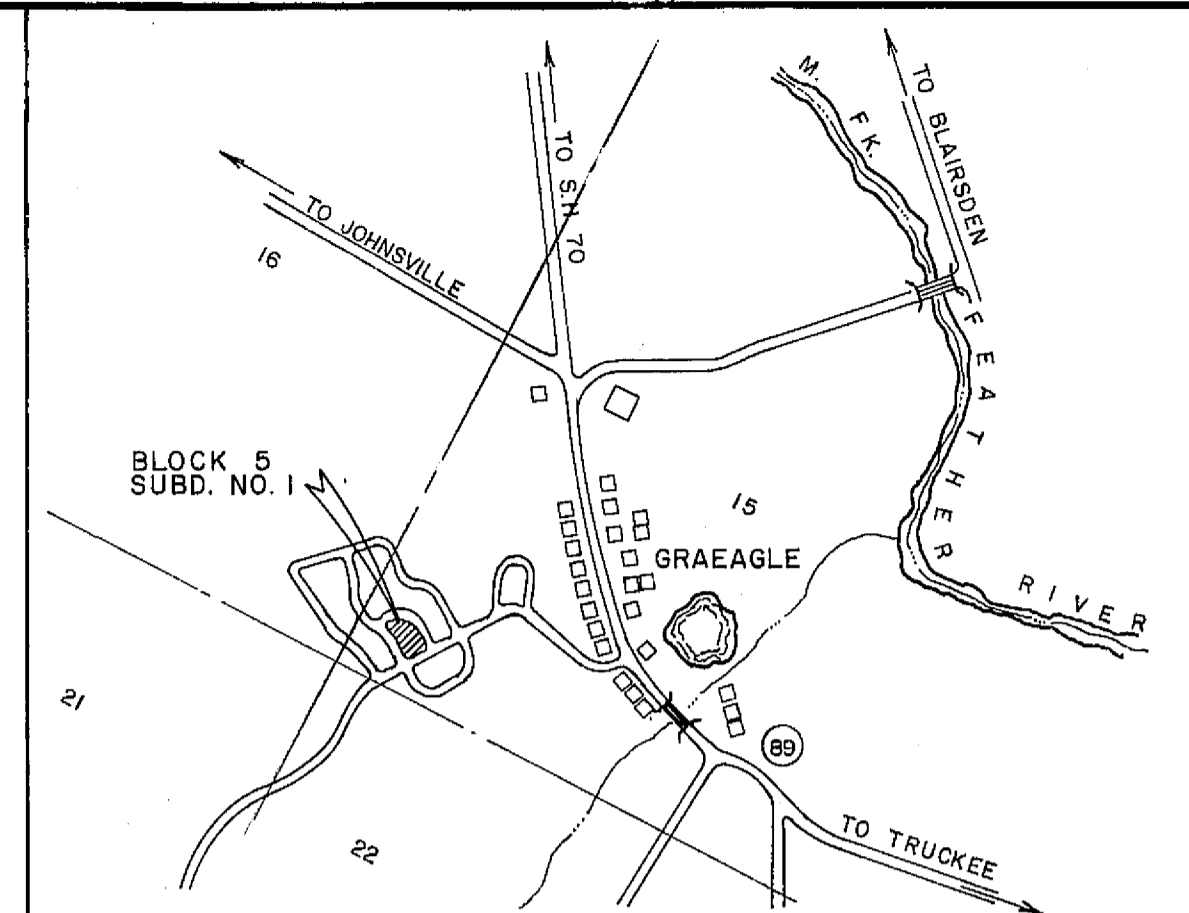 M. FK. FEATHER RIVER
TO BLAIRSDEN
TO S.H 70
TO JOHNSVILLE
16
BLOCK 5
SUBD. NO. 1
15
GRAEAGLE
21
89
22
TO TRUCKEE